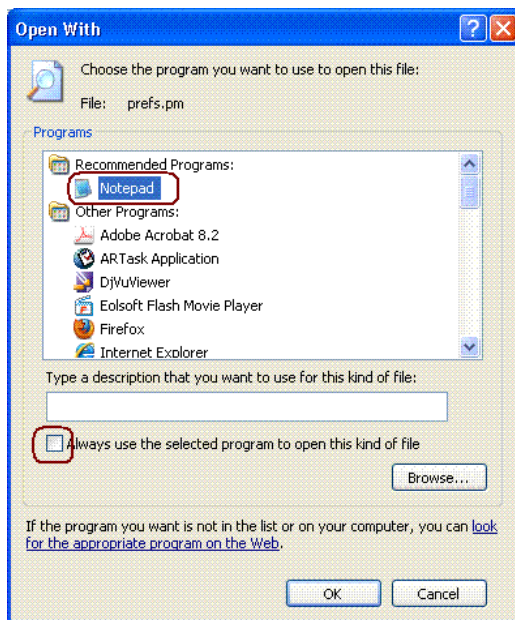 Open With
Choose the program you want to use to open this file:
File: prefs.pm
Programs
Recommended Programs:
Notepad
Other Programs:
Adobe Acrobat 8.2
ARTask Application
DjVuViewer
Eolsoft Flash Movie Player
Firefox
Internet Explorer
Type a description that you want to use for this kind of file:
Always use the selected program to open this kind of file
Browse...
If the program you want is not in the list or on your computer, you can look
for the appropriate program on the Web.
OK Cancel